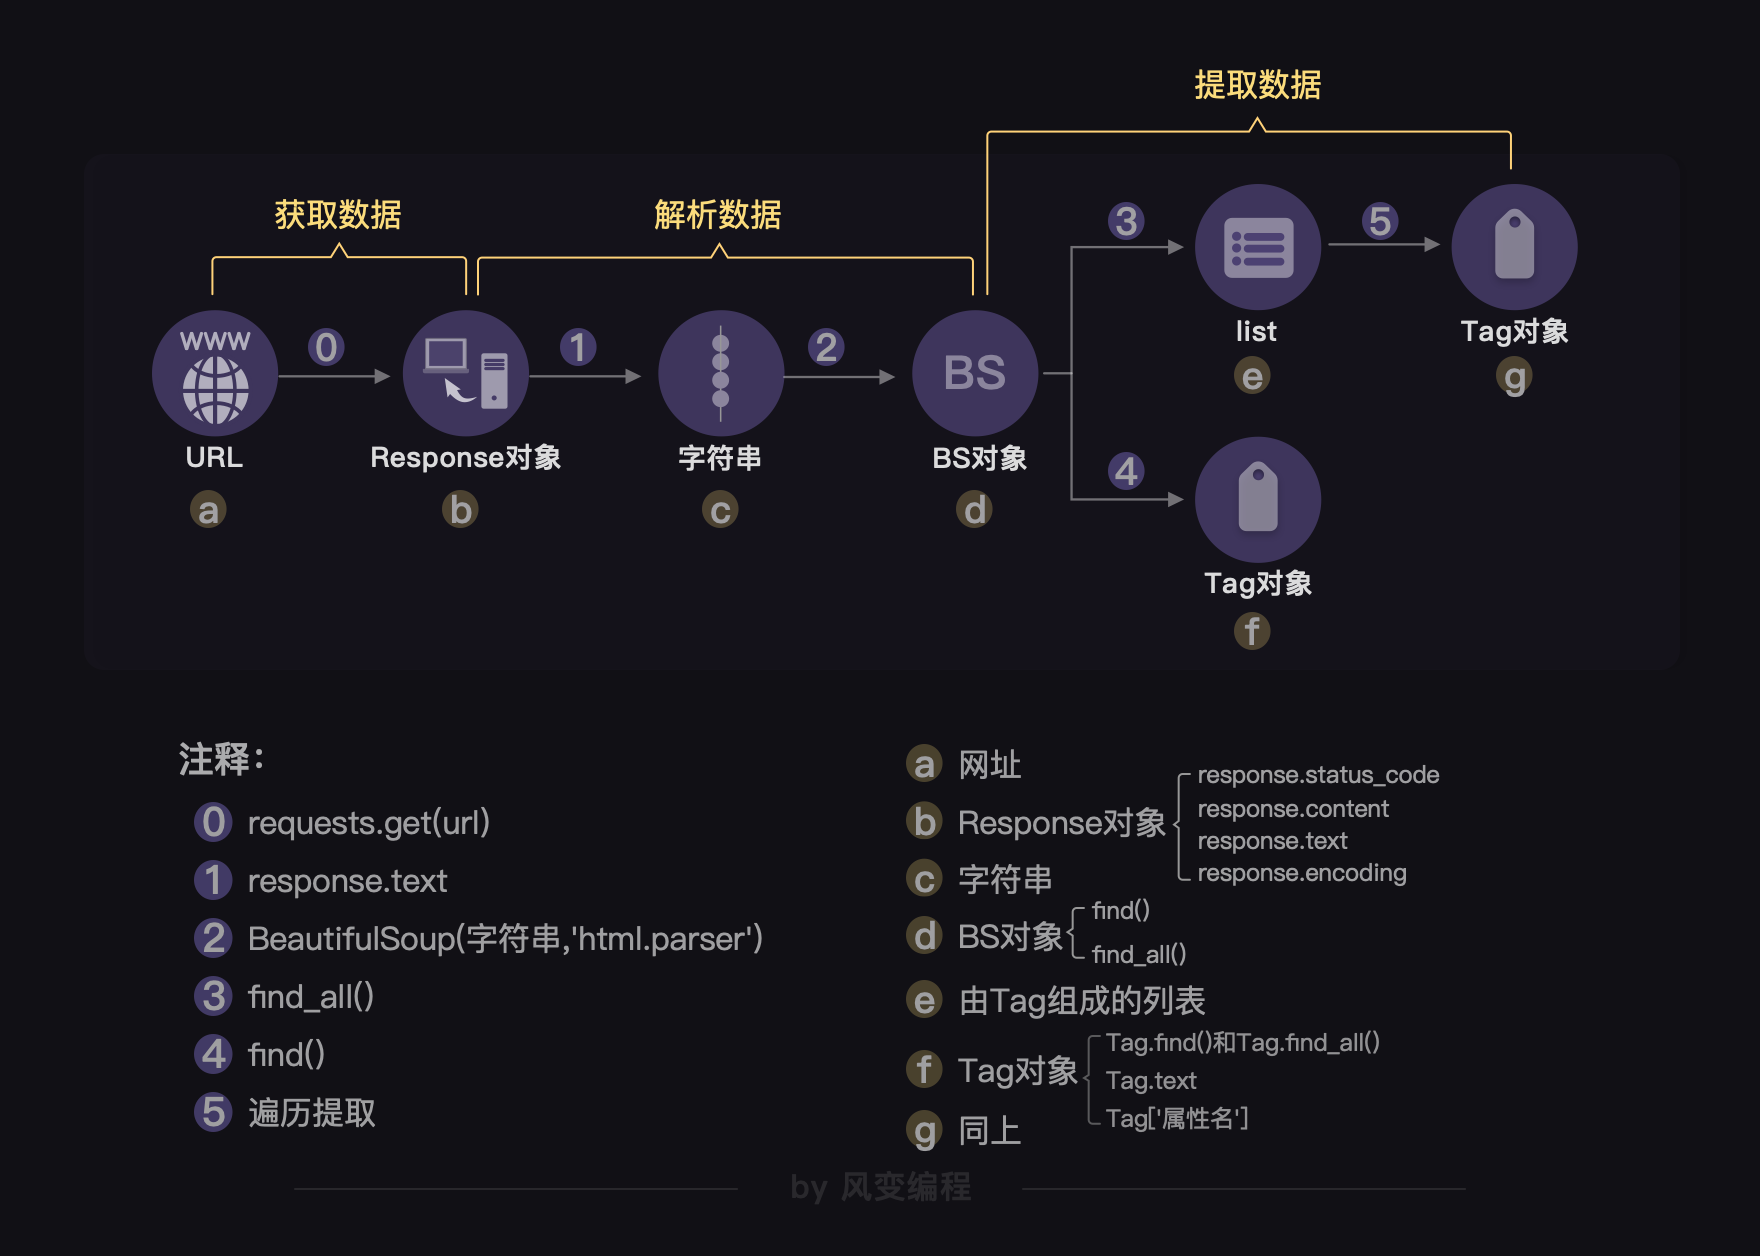 提取数据
获取数据
解析数据
3
5
WWW
0
1
2
BS
list
Tag对象
e
g
URL
Response对象
字符串
BS对象
4
a
b
c
d
Tag对象
f
注释：
0 requests.get(url)
1 response.text
2 BeautifulSoup(字符串,'html.parser')
3 find_all()
4 find()
5 遍历提取
a 网址
b Response对象
response.status_code
response.content
response.text
response.encoding
c 字符串
d BS对象
find()
find_all()
e 由Tag组成的列表
f Tag对象
Tag.find()和Tag.find_all()
Tag.text
Tag['属性名']
g 同上
by 风变编程